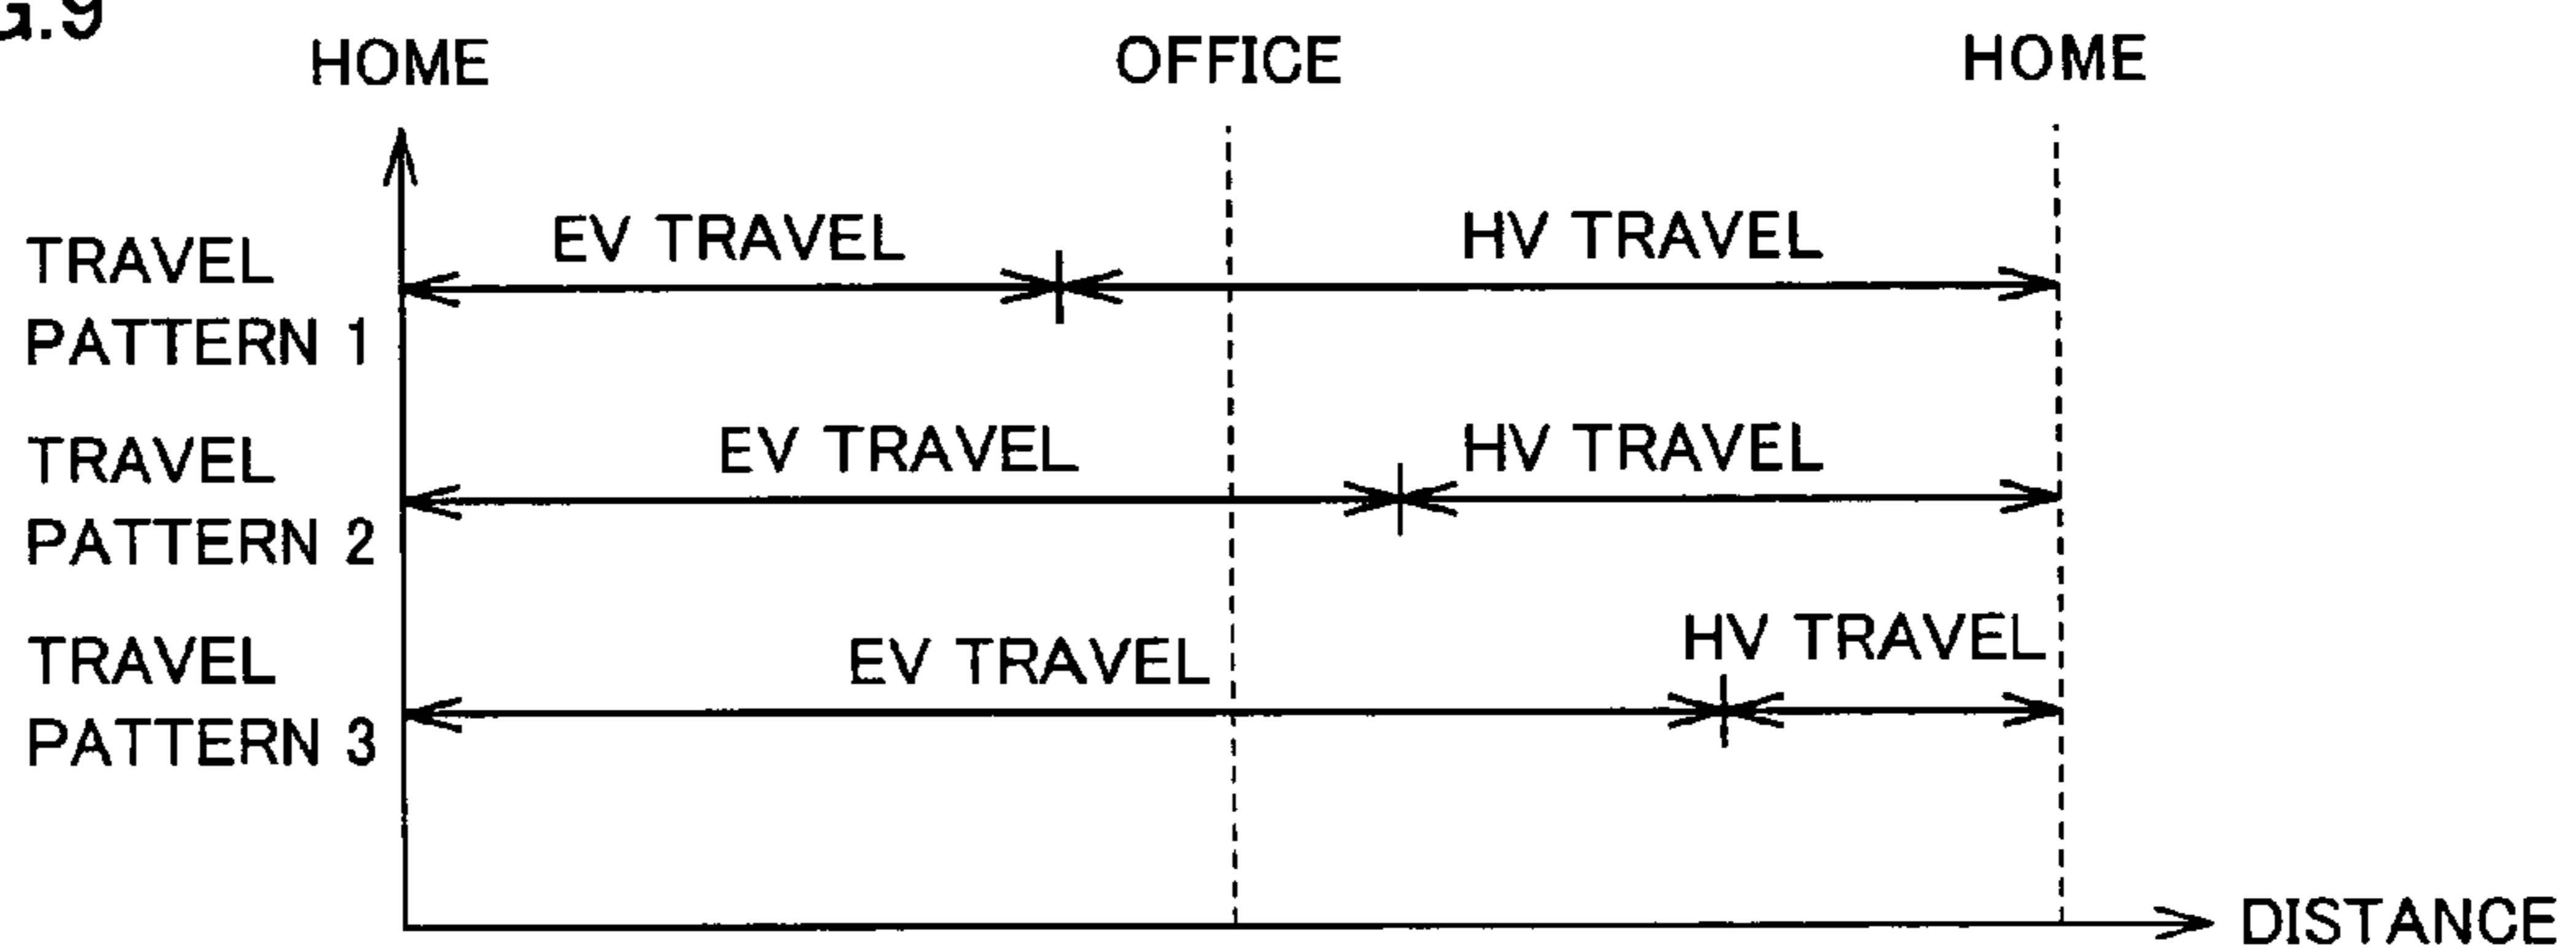 G.9
HOME OFFICE HOME
EV TRAVEL HV TRAVEL
TRAVEL
PATTERN 1
EV TRAVEL HV TRAVEL
TRAVEL
PATTERN 2
HV TRAVEL
EV TRAVEL
TRAVEL
PATTERN 3
DISTANCE